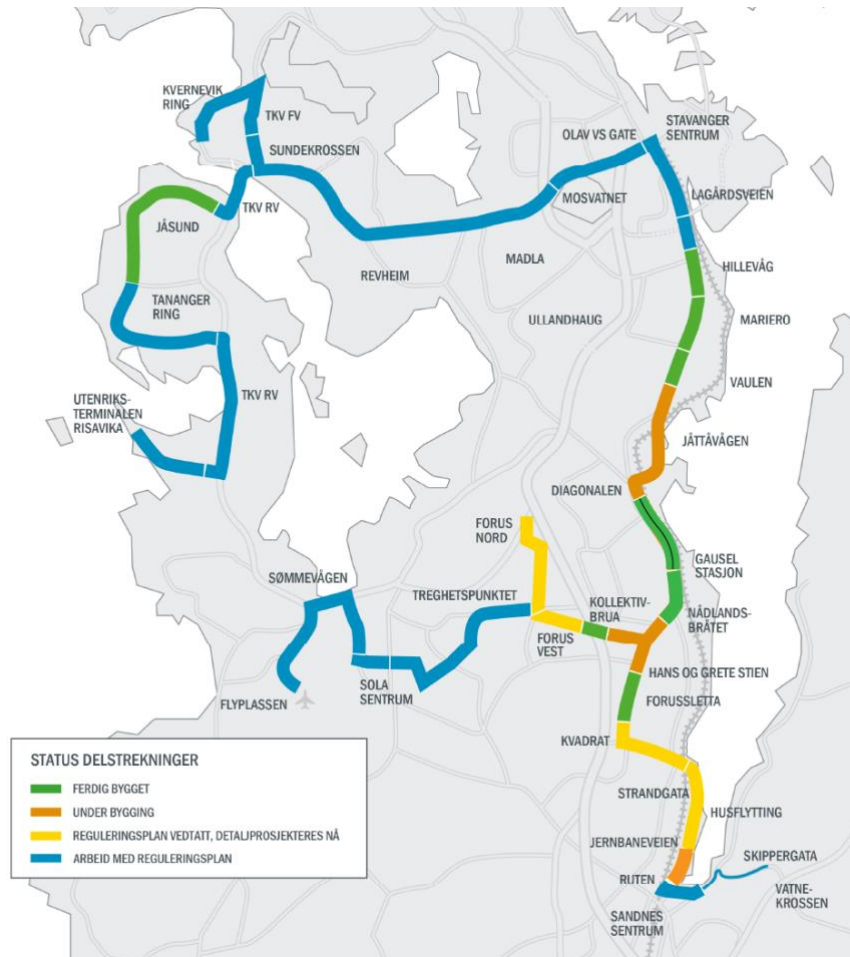 KVERNEVIK
RING
TKV FV
SUNDEKROSSEN
OLAV VS GATE
STAVANGER
SENTRUM
MOSVATNET
LAGÅRDSVEIEN
TKV RV
JÅSUND
REVHEIM
MADLA
HILLEVÅG
TANANGER
RING
ULLANDHAUG
MARIERO
VAULEN
UTENRIKS-
TERMINALEN
RISAVIKA
TKV RV
JÅTTÅVÅGEN
DIAGONALEN
FORUS
NORD
GAUSEL
STASJON
SØMMEVÅGEN
TREGHETSPUNKTET
KOLLEKTIV-
BRUA
NÅDLANDS-
BRÅTET
FORUS
VEST
HANS OG GRETE STIEN
SOLA
SENTRUM
FLYPLASSEN
FORUSSLETTA
KVADRAT
STRANDGATA
HUSFLYTTING
JERNBANEVEIEN
SKIPPERGATA
RUTEN
VATNE-
KROSSEN
SANDNES
SENTRUM
STATUS DELSTREKNINGER
FERDIG BYGGET
UNDER BYGGING
REGULERINGSPLAN VEDTATT, DETALJPROSJEKTERES NÅ
ARBEID MED REGULERINGSPLAN